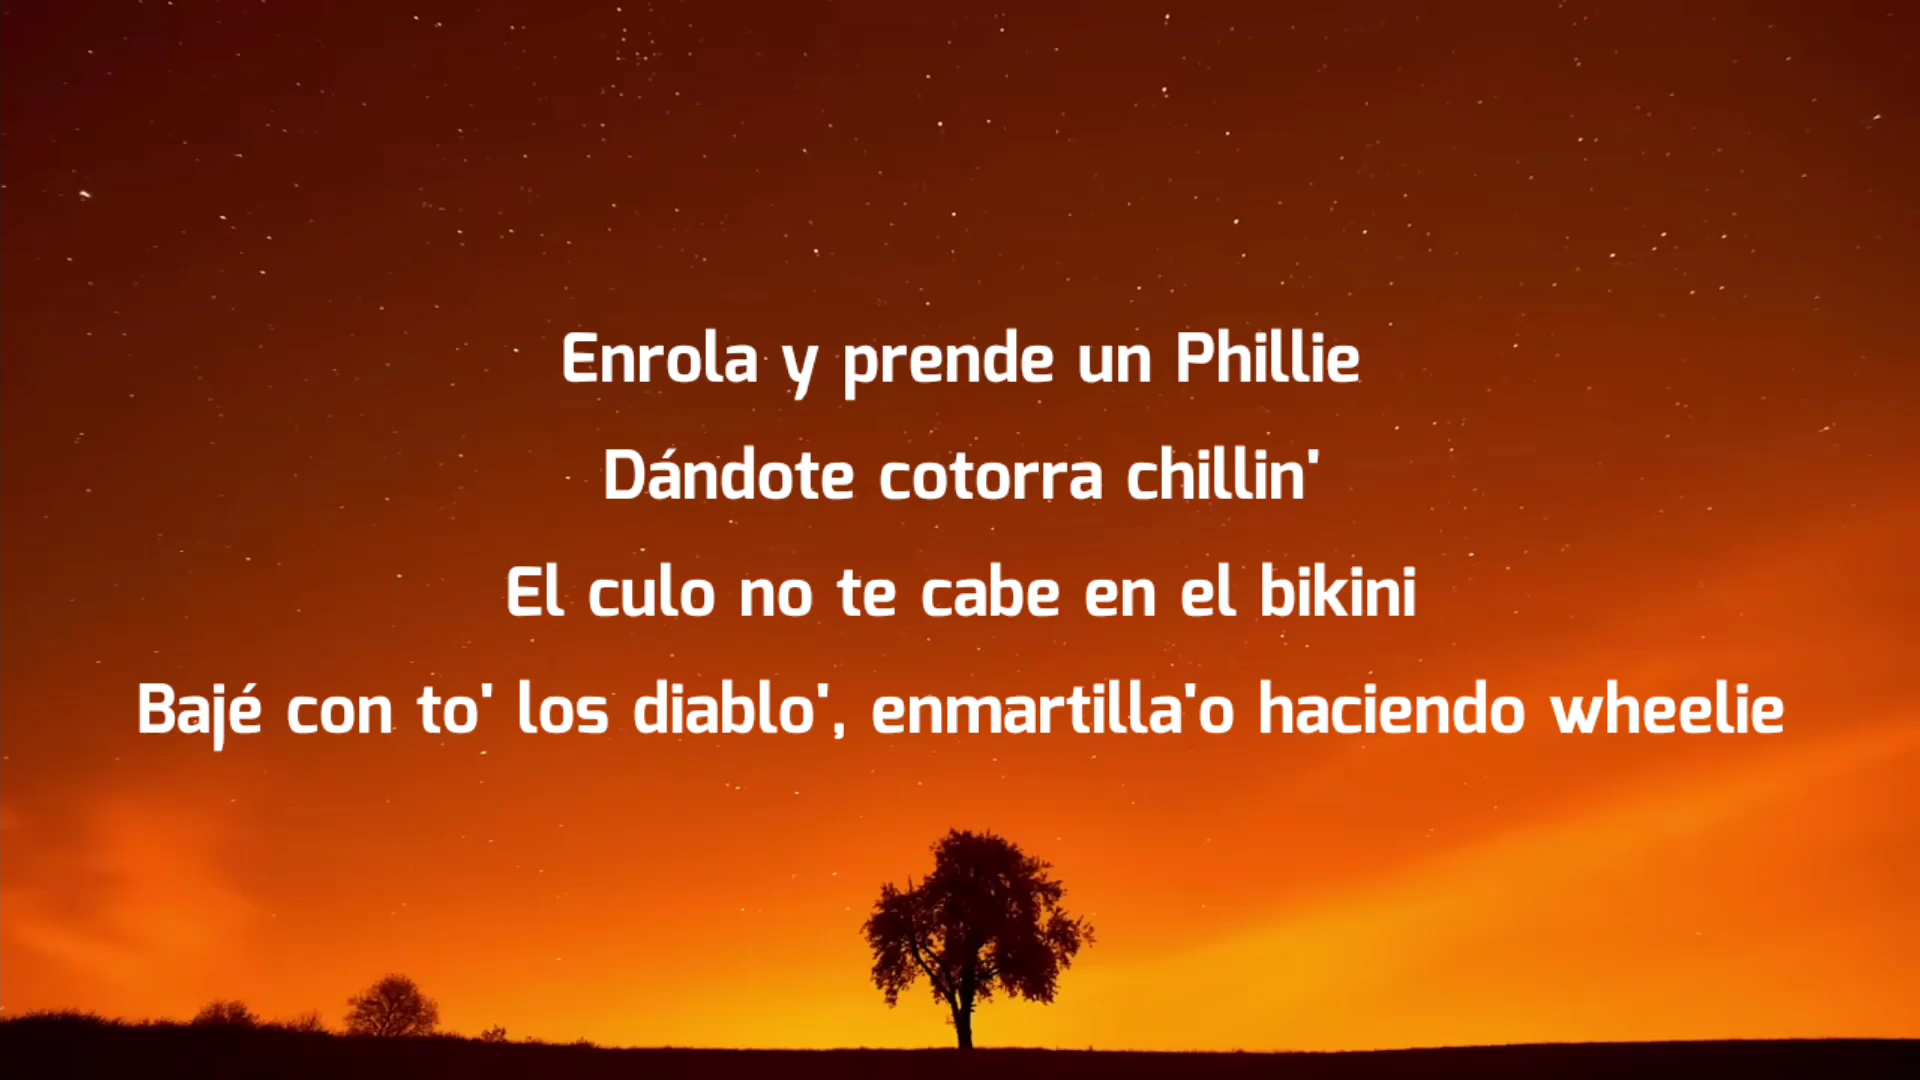 Enrola y prende un Phillie
Dándote cotorra chillin'
El culo no te cabe en el bikini
Bajé con to' los diablo', enmartilla'o haciendo wheelie